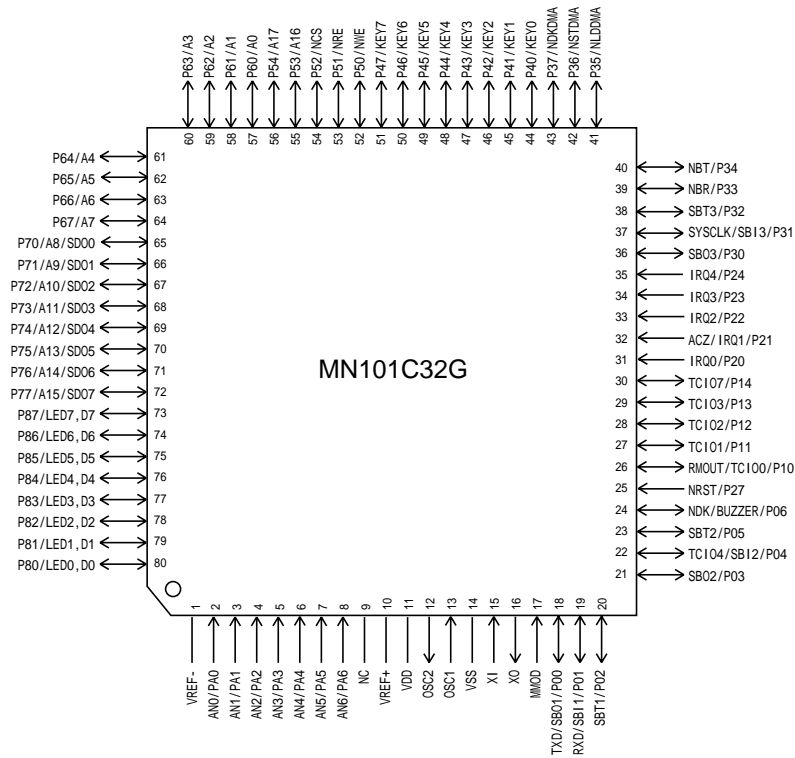 P63/A3
P62/A2
P61/A1
P60/A0
P54/A17
P53/A16
P52/NCS
P51/NRE
P50/NWE
P47/KEY7
P46/KEY6
P45/KEY5
P44/KEY4
P43/KEY3
P42/KEY2
P41/KEY1
P40/KEY0
P37/NDKDMA
P36/NSTDMA
P35/NLDDMA
60 59 58 57 56 55 54 53 52 51 50 49 48 47 46 45 44 43 42 41
P64/A4 61
P65/A5 62
P66/A6 63
P67/A7 64
P70/A8/SDO0 65
P71/A9/SDO1 66
P72/A10/SDO2 67
P73/A11/SDO3 68
P74/A12/SDO4 69
P75/A13/SDO5 70
P76/A14/SDO6 71
P77/A15/SDO7 72
P87/LED7,D7 73
P86/LED6,D6 74
P85/LED5,D5 75
P84/LED4,D4 76
P83/LED3,D3 77
P82/LED2,D2 78
P81/LED1,D1 79
P80/LED0,D0 80
MN101C32G
40 NBT/P34
39 NBR/P33
38 SBT3/P32
37 SYSCLK/SBI3/P31
36 SBO3/P30
35 IRQ4/P24
34 IRQ3/P23
33 IRQ2/P22
32 ACZ/IRQ1/P21
31 IRQ0/P20
30 TCIO7/P14
29 TCIO3/P13
28 TCIO2/P12
27 TCIO1/P11
26 RMOUT/TCIO0/P10
25 NRST/P27
24 NDK/BUZZER/P06
23 SBT2/P05
22 TCIO4/SBI2/P04
21 SBO2/P03
1 2 3 4 5 6 7 8 9 10 11 12 13 14 15 16 17 18 19 20
VREF-
AN0/PA0
AN1/PA1
AN2/PA2
AN3/PA3
AN4/PA4
AN5/PA5
AN6/PA6
NC
VREF+
VDD
OSC2
OSC1
VSS
XI
XO
MMOD
TXD/SBO1/P00
RXD/SBI1/P01
SBT1/P02